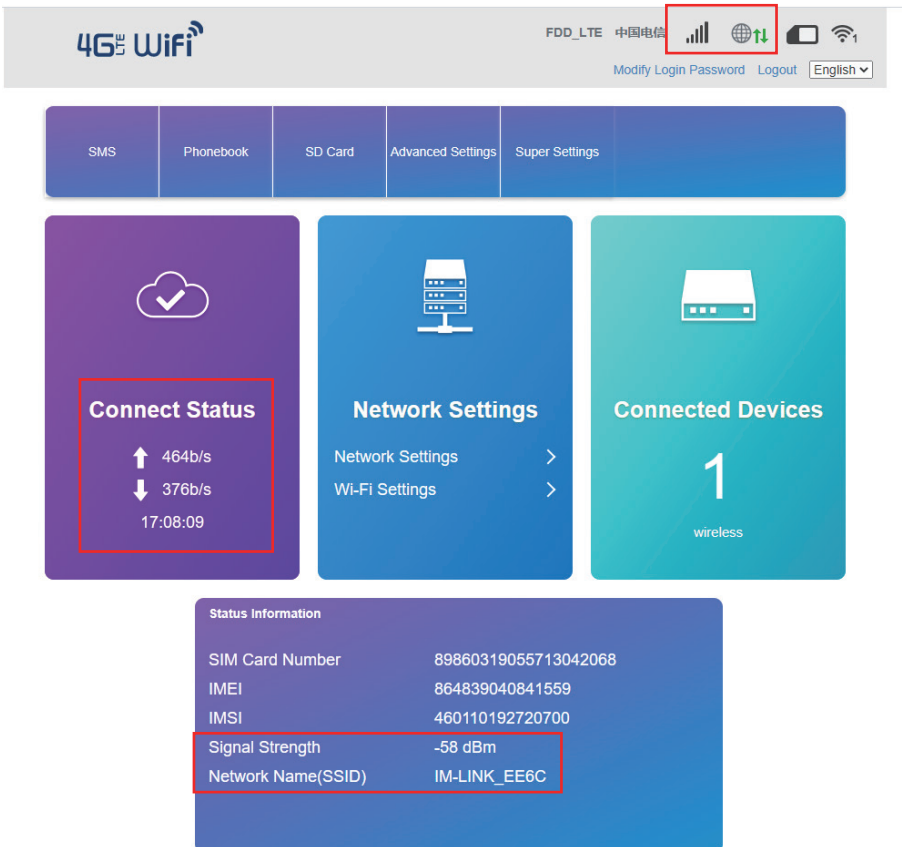 4G LTE WiFi
FDD_LTE 中国电信
1
Modify Login Password Logout English
SMS Phonebook SD Card Advanced Settings Super Settings
Connect Status
464b/s
376b/s
17:08:09
Network Settings
Network Settings
Wi-Fi Settings
Connected Devices
1
wireless
Status Information
SIM Card Number 89860319055713042068
IMEI 864839040841559
IMSI 460110192720700
Signal Strength -58 dBm
Network Name(SSID) IM-LINK_EE6C